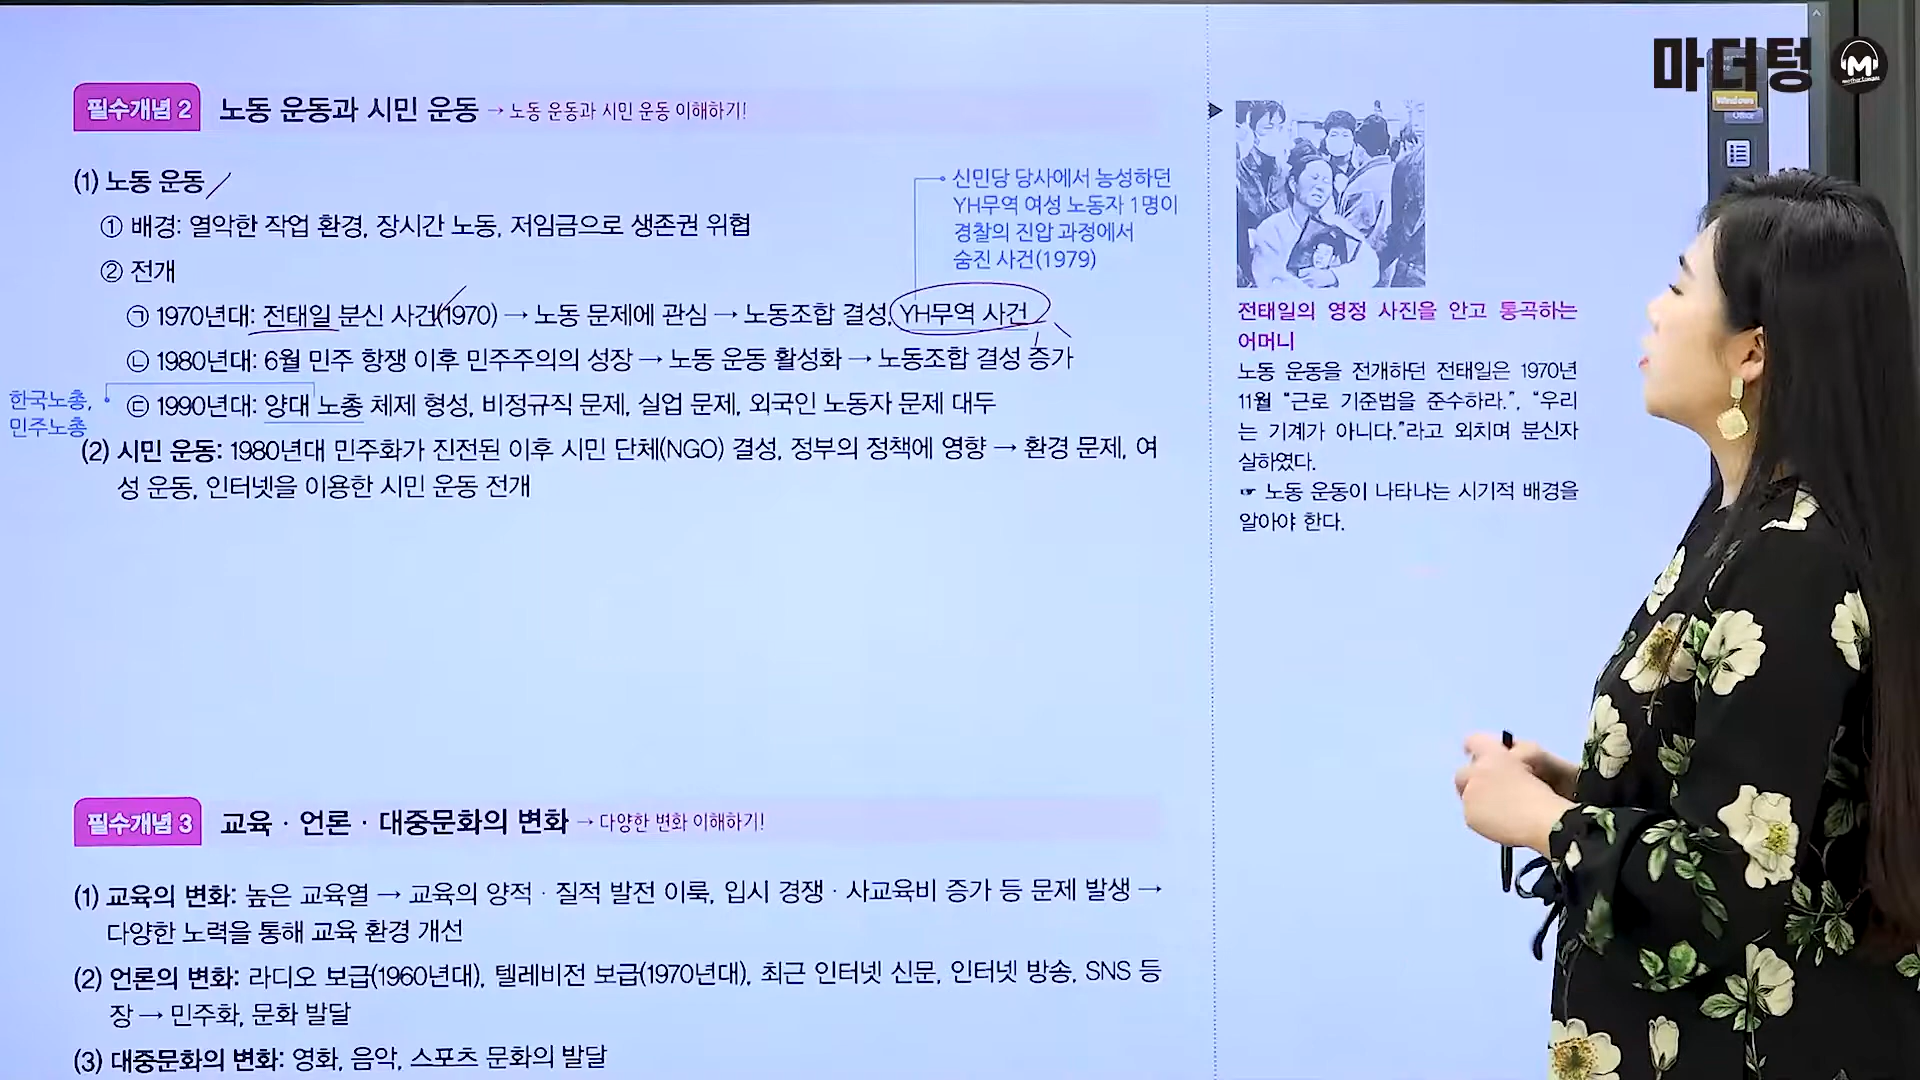 마더텅
M
Windows
Office
필수개념 2 노동 운동과 시민 운동 → 노동 운동과 시민 운동 이해하기!
(1) 노동 운동
① 배경: 열악한 작업 환경, 장시간 노동, 저임금으로 생존권 위협
② 전개
신민당 당사에서 농성하던
YH무역 여성 노동자 1명이
경찰의 진압 과정에서
숨진 사건(1979)
㉠ 1970년대: 전태일 분신 사건(1970) → 노동 문제에 관심 → 노동조합 결성, YH무역 사건
㉡ 1980년대: 6월 민주 항쟁 이후 민주주의의 성장 → 노동 운동 활성화 → 노동조합 결성 증가
한국노총,
민주노총
㉢ 1990년대: 양대 노총 체제 형성, 비정규직 문제, 실업 문제, 외국인 노동자 문제 대두
(2) 시민 운동: 1980년대 민주화가 진전된 이후 시민 단체(NGO) 결성, 정부의 정책에 영향 → 환경 문제, 여
성 운동, 인터넷을 이용한 시민 운동 전개
전태일의 영정 사진을 안고 통곡하는
어머니
노동 운동을 전개하던 전태일은 1970년
11월 “근로 기준법을 준수하라.”, “우리
는 기계가 아니다.”라고 외치며 분신자
살하였다.
☞ 노동 운동이 나타나는 시기적 배경을
알아야 한다.
필수개념 3 교육 · 언론 · 대중문화의 변화 → 다양한 변화 이해하기!
(1) 교육의 변화: 높은 교육열 → 교육의 양적 · 질적 발전 이룩, 입시 경쟁 · 사교육비 증가 등 문제 발생 →
다양한 노력을 통해 교육 환경 개선
(2) 언론의 변화: 라디오 보급(1960년대), 텔레비전 보급(1970년대), 최근 인터넷 신문, 인터넷 방송, SNS 등
장 → 민주화, 문화 발달
(3) 대중문화의 변화: 영화, 음악, 스포츠 문화의 발달